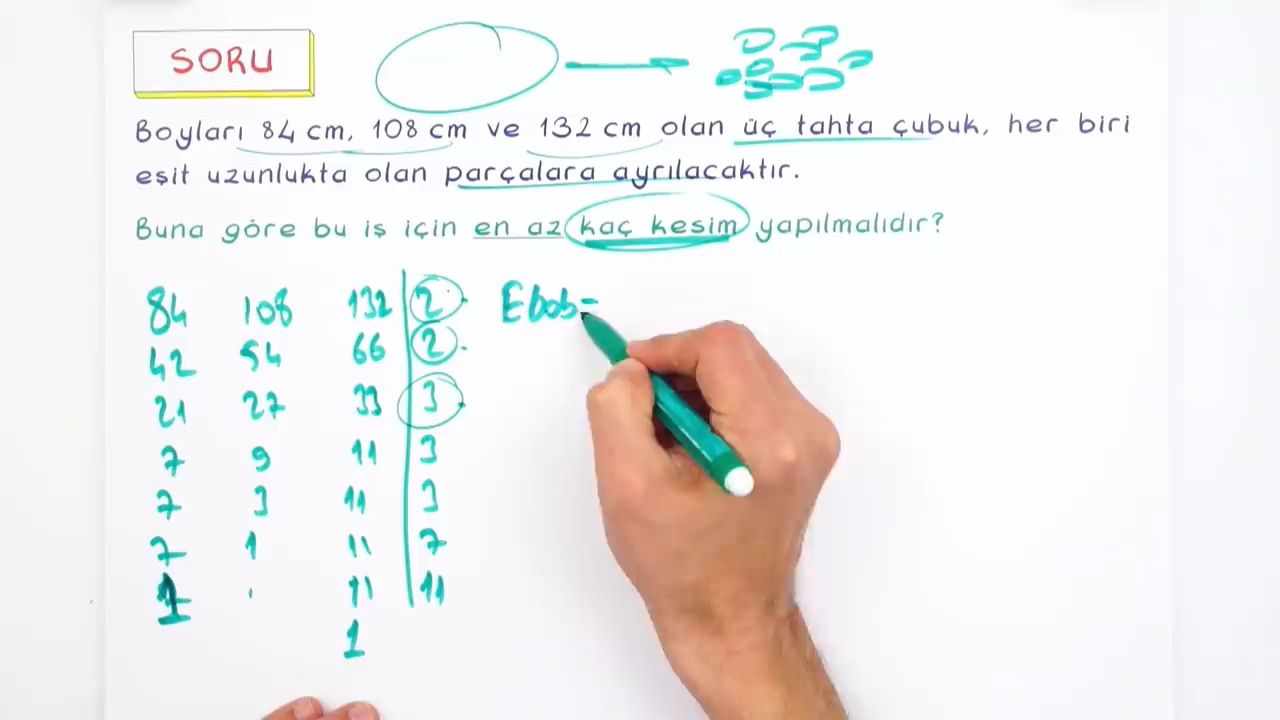 SORU
Boyları 84 cm, 108 cm ve 132 cm olan üç tahta çubuk, her biri
eşit uzunlukta olan parçalara ayrılacaktır.
Buna göre bu iş için en az kaç kesim yapılmalıdır?
84 108 132 2 Ebob=
42 54 66 2
21 27 33 3
7 9 11 3
7 3 11 3
7 1 11 7
1 11 11
1